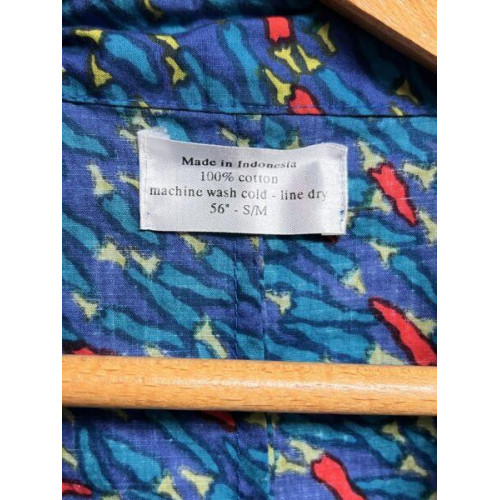 Made in Indonesia
100% cotton
machine wash cold - line dry
56" - S/M